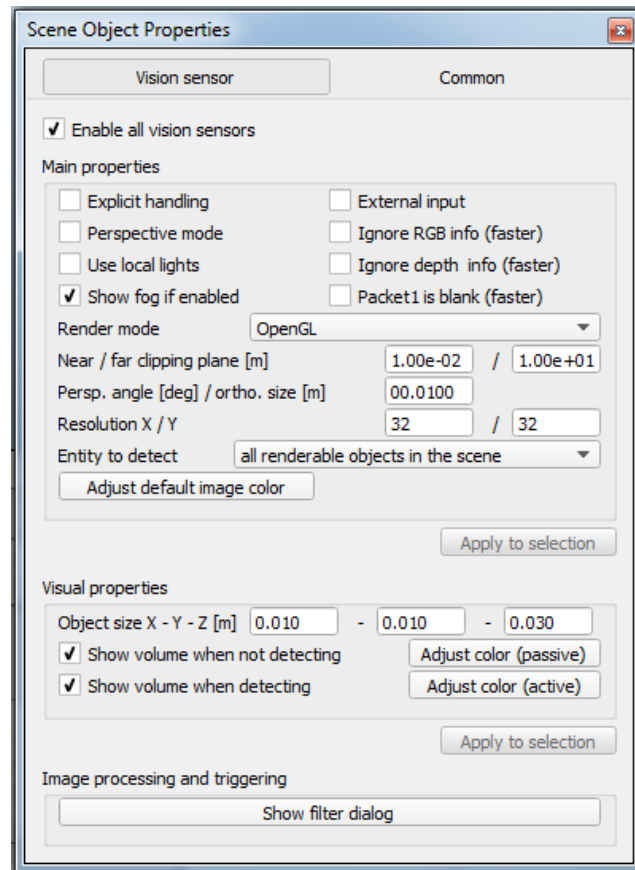 Scene Object Properties
Vision sensor Common
Enable all vision sensors
Main properties
Explicit handling External input
Perspective mode Ignore RGB info (faster)
Use local lights Ignore depth info (faster)
Show fog if enabled Packet1 is blank (faster)
Render mode OpenGL
Near / far clipping plane [m] 1.00e-02 / 1.00e+01
Persp. angle [deg] / ortho. size [m] 00.0100
Resolution X / Y 32 / 32
Entity to detect all renderable objects in the scene
Adjust default image color
Apply to selection
Visual properties
Object size X - Y - Z [m] 0.010 - 0.010 - 0.030
Show volume when not detecting Adjust color (passive)
Show volume when detecting Adjust color (active)
Apply to selection
Image processing and triggering
Show filter dialog